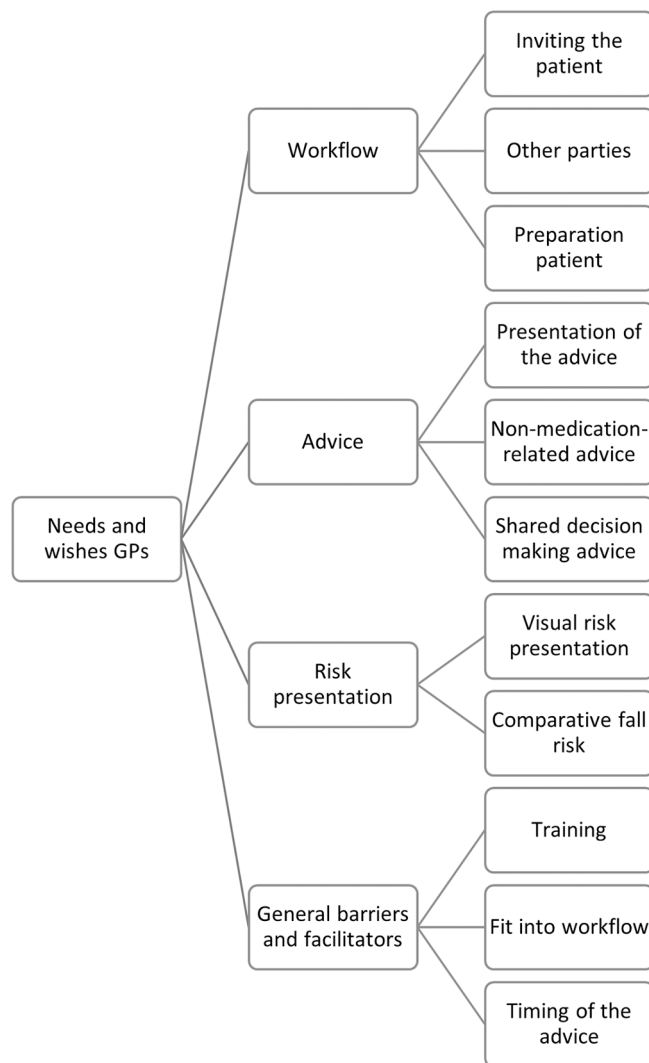 Needs and
wishes GPs
Workflow
Inviting the
patient
Other parties
Preparation
patient
Advice
Presentation of
the advice
Non-medication-
related advice
Shared decision
making advice
Risk
presentation
Visual risk
presentation
Comparative fall
risk
General barriers
and facilitators
Training
Fit into workflow
Timing of the
advice